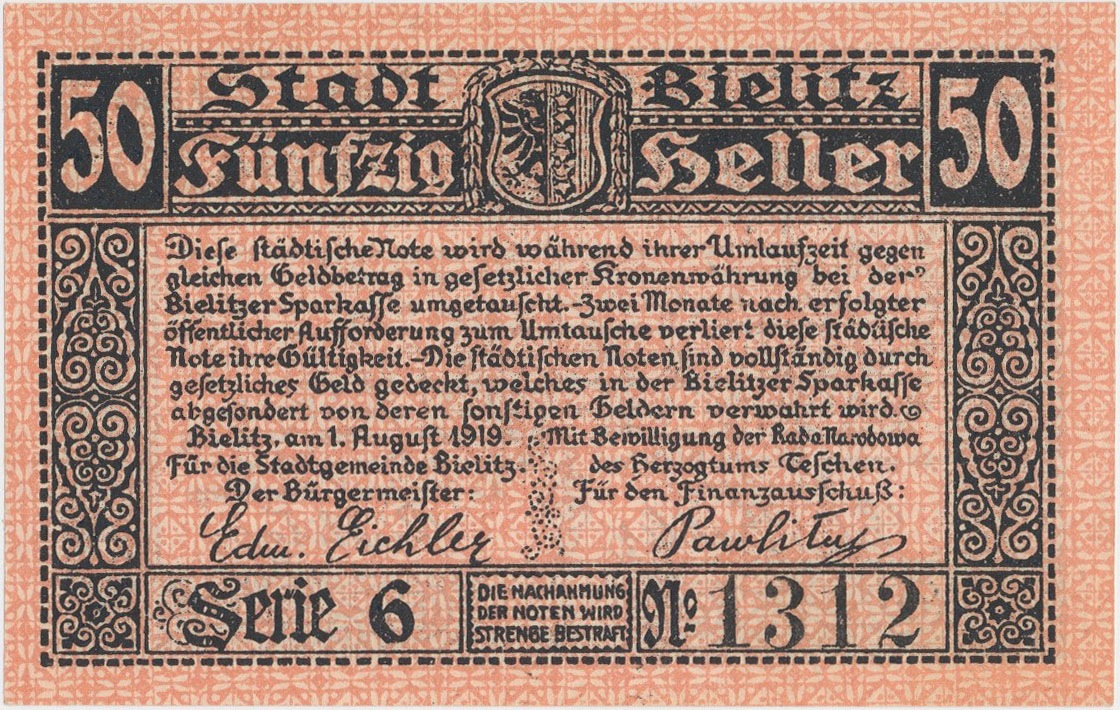 50 Stadt Bielitz 50
Fünfzig Heller
Diese städtische Note wird während ihrer Umlaufzeit gegen
gleichen Geldbetrag in gesetzlicher Kronenwährung bei der
Bielitzer Sparkasse umgetauscht.-Zwei Monate nach erfolgter
öffentlicher Aufforderung zum Umtausche verliert diese städtische
Note ihre Gültigkeit.-Die städtischen Noten sind vollständig durch
gesetzliches Geld gedeckt, welches in der Bielitzer Sparkasse
abgesondert von deren sonstigen Geldern verwahrt wird.
Bielitz, am 1. August 1919. Mit Bewilligung der Rada Narodowa
Für die Stadtgemeinde Bielitz. des Herzogtums Teschen.
Der Bürgermeister: Für den Finanzausschuß:
Edm. Eichler
Serie 6 DIE NACHAHMUNG
DER NOTEN WIRD
STRENGE BESTRAFT
No 1312